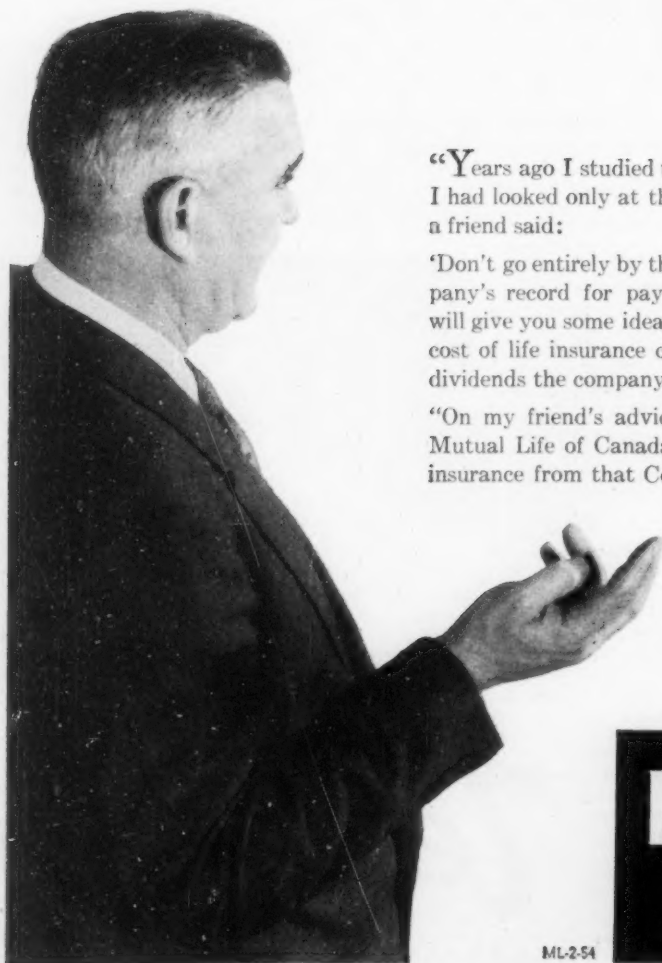 “Years ago I studied
I had looked only at th
a friend said:
‘Don't go entirely by th
pany's record for pay
will give you some idea
cost of life insurance
dividends the company
“On my friend's advic
Mutual Life of Canada
insurance from that Co
ML-2-54